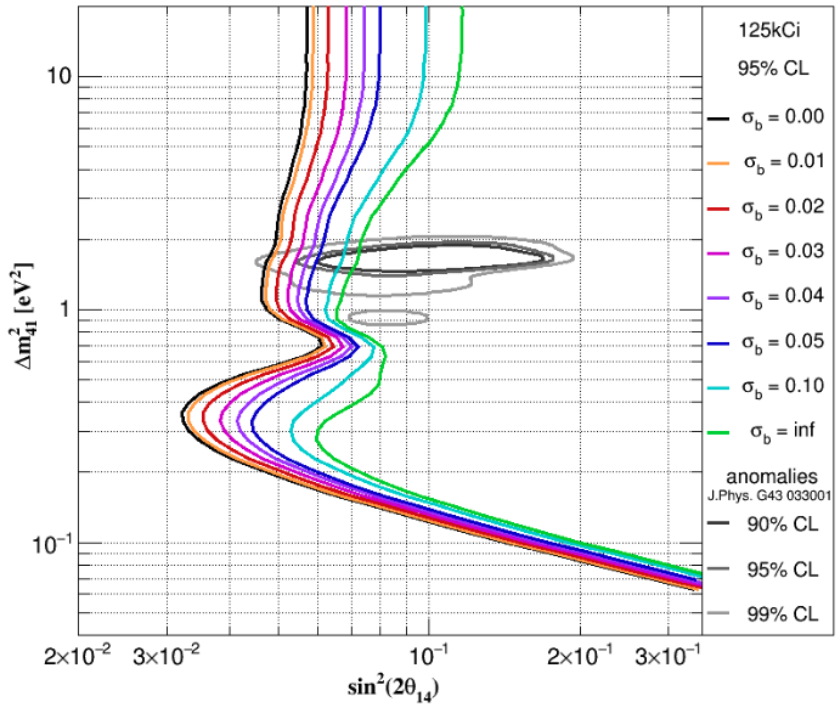 125kCi
95% CL
σb = 0.00
σb = 0.01
σb = 0.02
σb = 0.03
σb = 0.04
σb = 0.05
σb = 0.10
σb = inf
anomalies
J.Phys. G43 033001
90% CL
95% CL
99% CL
Δm²41 [eV²]
10
1
10⁻¹
2×10⁻² 3×10⁻² 10⁻¹ 2×10⁻¹ 3×10⁻¹
sin²(2θ14)